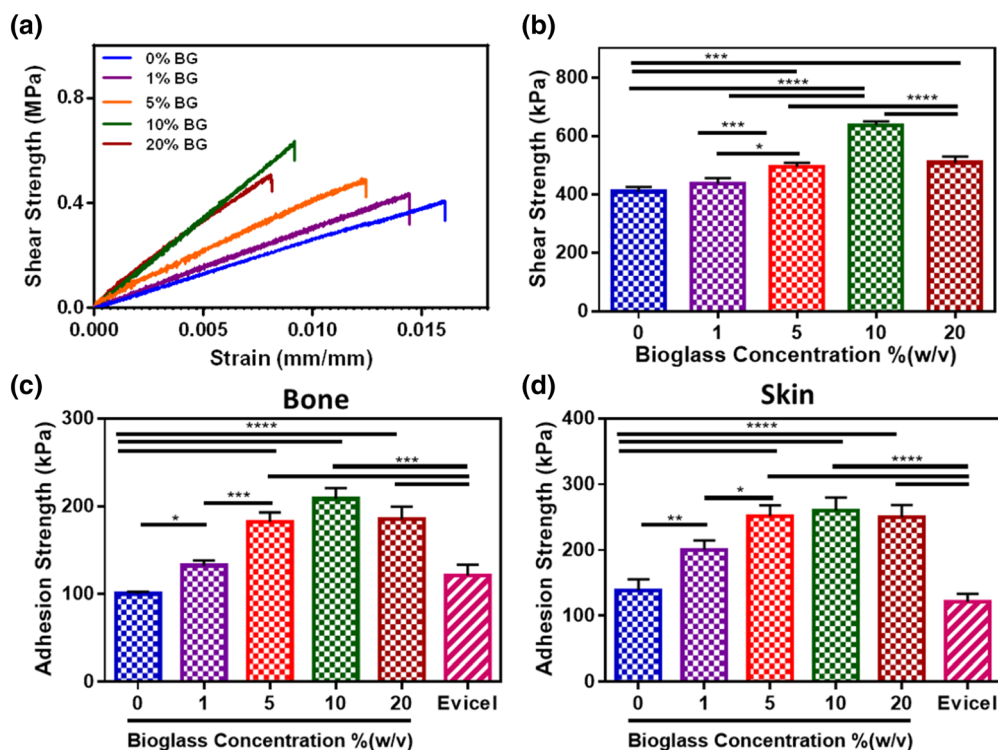 (a)
0% BG
1% BG
5% BG
10% BG
20% BG
Shear Strength (MPa)
0.8
0.4
0.0
0.000 0.005 0.010 0.015
Strain (mm/mm)
(b)
***
****
****
***
*
Shear Strength (kPa)
800
600
400
200
0
0 1 5 10 20
Bioglass Concentration %(w/v)
(c)
Bone
****
***
***
*
Adhesion Strength (kPa)
300
200
100
0
0 1 5 10 20 Evicel
Bioglass Concentration %(w/v)
(d)
Skin
****
****
*
**
Adhesion Strength (kPa)
400
300
200
100
0
0 1 5 10 20 Evicel
Bioglass Concentration %(w/v)